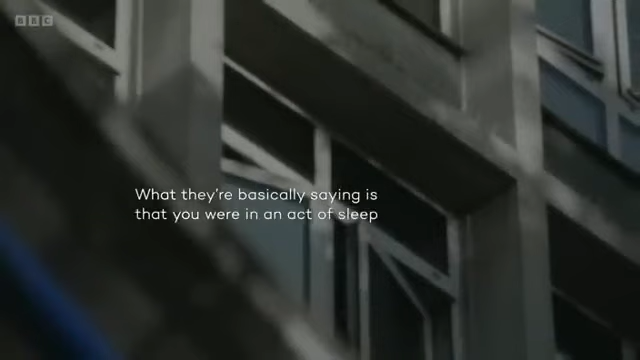 BBC
What they're basically saying is
that you were in an act of sleep